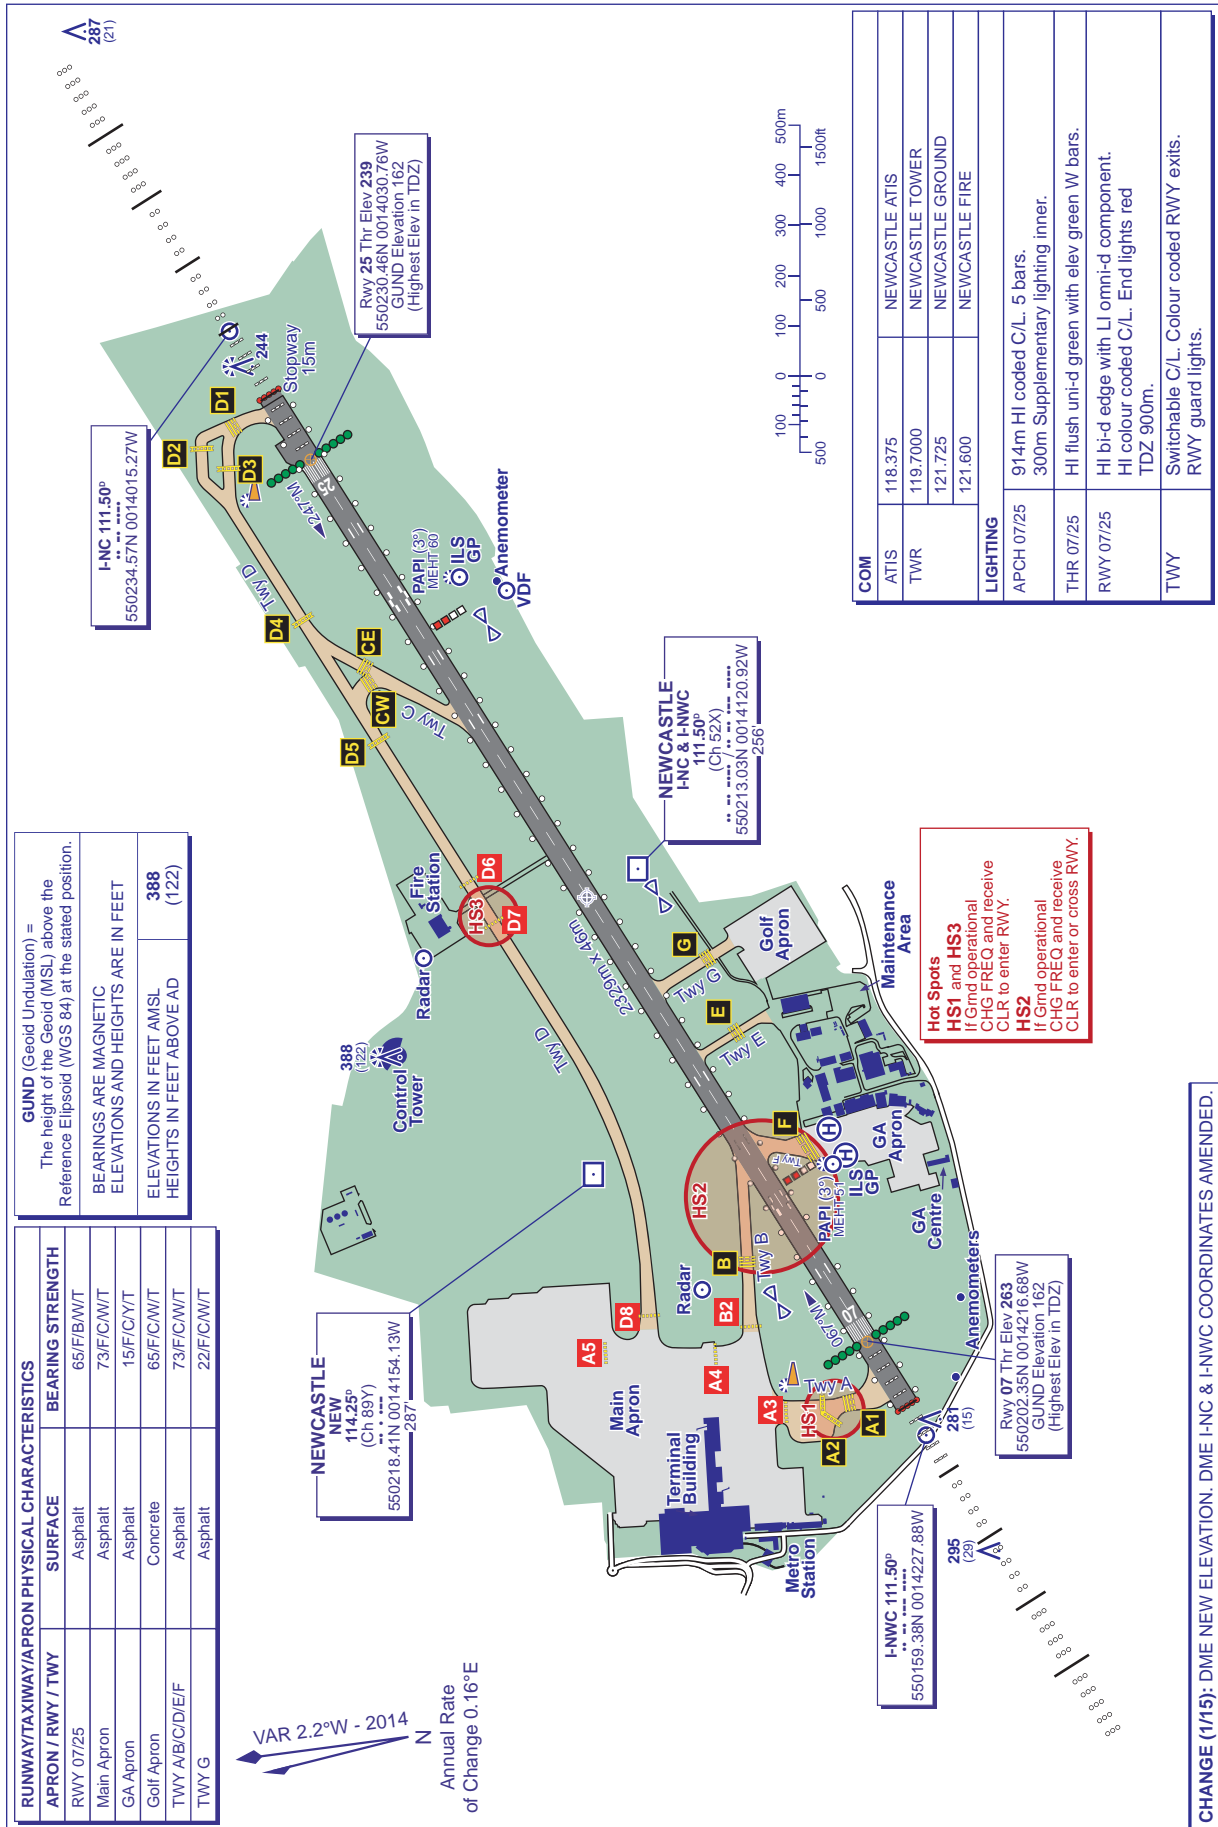 RUNWAY/TAXIWAY/APRON PHYSICAL CHARACTERISTICS
APRON / RWY / TWY SURFACE BEARING STRENGTH
RWY 07/25 Asphalt 65/F/B/W/T
Main Apron Asphalt 73/F/C/W/T
GA Apron Asphalt 15/F/C/Y/T
Golf Apron Concrete 65/F/C/W/T
TWY A/B/C/D/E/F Asphalt 73/F/C/W/T
TWY G Asphalt 22/F/C/W/T
GUND (Geoid Undulation) =
The height of the Geoid (MSL) above the
Reference Elipsoid (WGS 84) at the stated position.
BEARINGS ARE MAGNETIC
ELEVATIONS AND HEIGHTS ARE IN FEET
ELEVATIONS IN FEET AMSL 388
HEIGHTS IN FEET ABOVE AD (122)
VAR 2.2°W - 2014
N
Annual Rate
of Change 0.16°E
I-NC 111.50ᴰ
550234.57N 0014015.27W
287
(21)
244
Stopway
15m
D1
D2
D3
Rwy 25 Thr Elev 239
550230.46N 0014030.76W
GUND Elevation 162
(Highest Elev in TDZ)
25
247°M
Twy D
D4
CE
CW
D5
Twy C
PAPI (3°)
MEHT 60
ILS
GP
Anemometer
VDF
NEWCASTLE
I-NC & I-NWC
111.50ᴰ
(Ch 52X)
550213.03N 0014120.92W
256'
Fire
Station
Radar
D6
HS3
D7
388
(122)
Control
Tower
Twy D
2329m x 46m
G
Twy G
Golf
Apron
E
Twy E
Maintenance
Area
NEWCASTLE
NEW
114.25ᴰ
(Ch 89Y)
550218.41N 0014154.13W
287'
HS2
F
Twy F
H
H
PAPI (3°)
MEHT 51
ILS
GP
GA
Apron
GA
Centre
B
Twy B
Radar
B2
D8
A5
A4
A3
Main
Apron
Terminal
Building
Metro
Station
HS1
Twy A
A2
A1
067°M
07
Anemometers
281
(15)
295
(29)
Rwy 07 Thr Elev 263
550202.35N 0014216.68W
GUND Elevation 162
(Highest Elev in TDZ)
I-NWC 111.50ᴰ
550159.38N 0014227.88W
Hot Spots
HS1 and HS3
If Grnd operational
CHG FREQ and receive
CLR to enter RWY.
HS2
If Grnd operational
CHG FREQ and receive
CLR to enter or cross RWY.
100 0 100 200 300 400 500m
500 0 500 1000 1500ft
COM
ATIS 118.375 NEWCASTLE ATIS
TWR 119.7000 NEWCASTLE TOWER
121.725 NEWCASTLE GROUND
121.600 NEWCASTLE FIRE
LIGHTING
APCH 07/25 914m HI coded C/L. 5 bars.
300m Supplementary lighting inner.
THR 07/25 HI flush uni-d green with elev green W bars.
RWY 07/25 HI bi-d edge with LI omni-d component.
HI colour coded C/L. End lights red
TDZ 900m.
TWY Switchable C/L. Colour coded RWY exits.
RWY guard lights.
CHANGE (1/15): DME NEW ELEVATION. DME I-NC & I-NWC COORDINATES AMENDED.